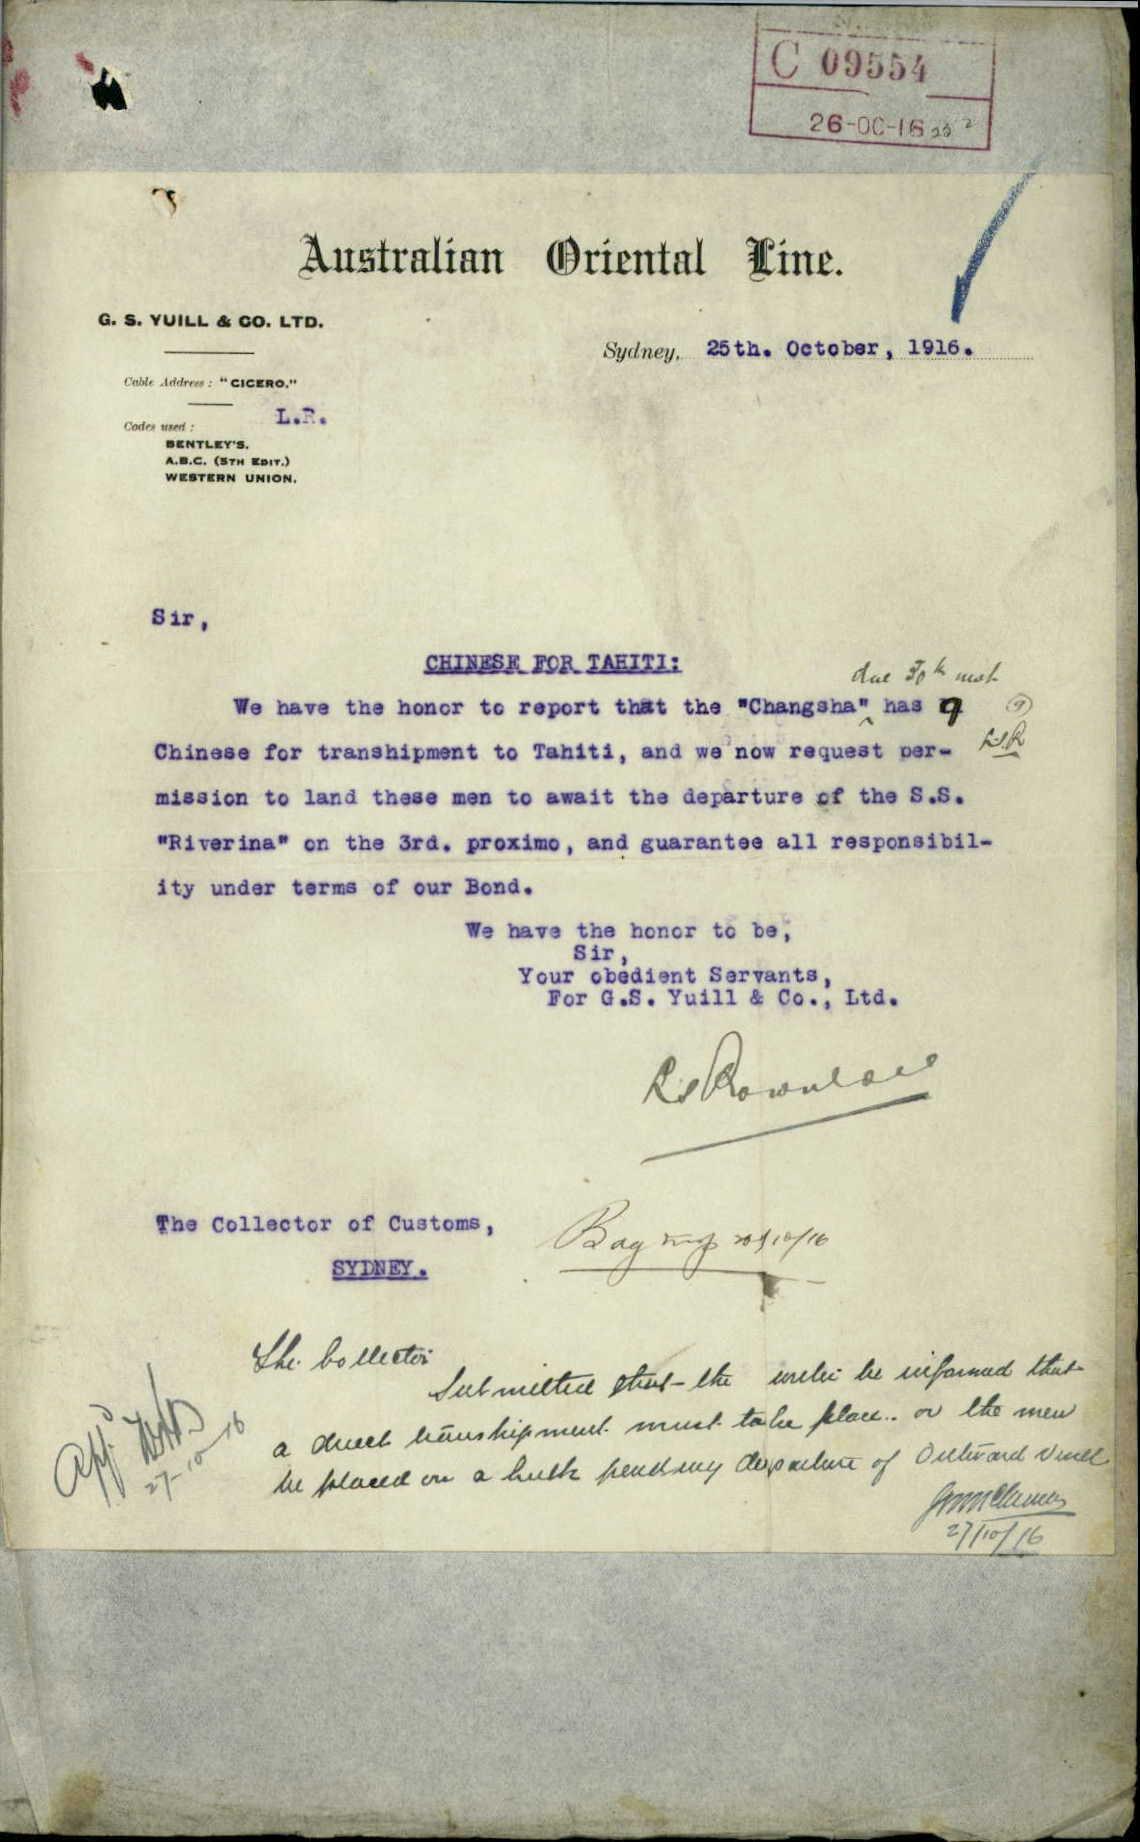 C 09554
26-OC-16
Australian Oriental Line.
G. S. YUILL & CO. LTD.
Sydney, 25th. October, 1916.
Cable Address: "CICERO."
L.R.
Codes used:
BENTLEY'S.
A.B.C. (5TH EDIT.)
WESTERN UNION.
Sir,
CHINESE FOR TAHITI:
due 30th inst
We have the honor to report that the "Changsha" ^ has 9 (9)
Chinese for transhipment to Tahiti, and we now request per- RSR
mission to land these men to await the departure of the S.S.
"Riverina" on the 3rd. proximo, and guarantee all responsibil-
ity under terms of our Bond.
We have the honor to be,
Sir,
Your obedient Servants,
For G.S. Yuill & Co., Ltd.
The Collector of Customs,
SYDNEY.
The Collector
Submitted that the writer be informed that
a direct transhipment must take place.. or the men
be placed on a hulk pending departure of Outward Vessel
27/10/16
27-10-16